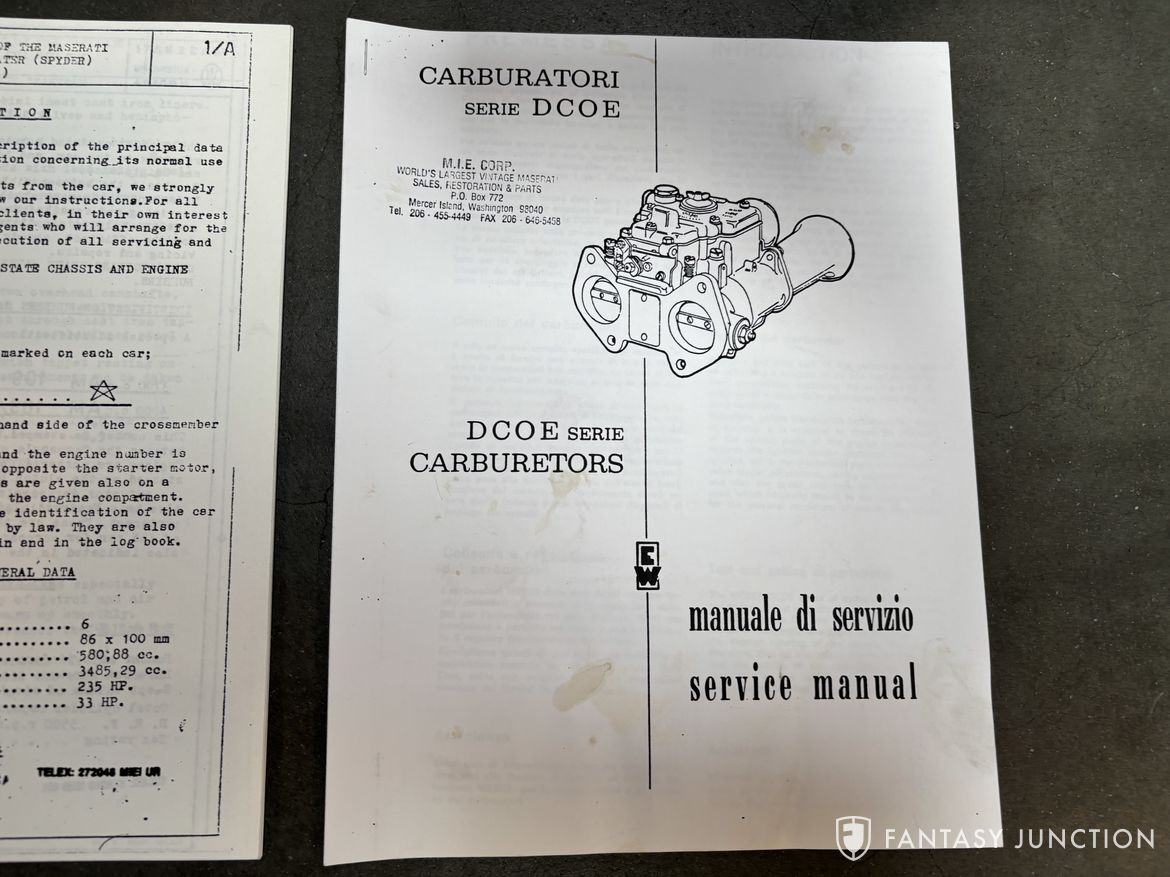 OF THE MASERATI
(SPYDER)
)
1/A
T I O N
cription of the principal data
tion concerning its normal use
ts from the car, we strongly
w our instructions.For all
clients, in their own interest
gents who will arrange for the
ecution of all servicing and
STATE CHASSIS AND ENGINE
marked on each car;
hand side of the crossmember
and the engine number is
opposite the starter motor,
s are given also on a
the engine compartment.
e identification of the car
by law. They are also
in and in the log book.
ERAL DATA
6
86 x 100 mm
580,88 cc.
3485,29 cc.
235 HP.
33 HP.
TELEX: 272048 MIEI UR
CARBURATORI
SERIE DCOE
M.I.E. CORP.
WORLD'S LARGEST VINTAGE MASERATI
SALES, RESTORATION & PARTS
P.O. Box 772
Mercer Island, Washington 98040
Tel. 206 - 455-4449 FAX 206 - 646-5458
DCOE SERIE
CARBURETORS
EW
manuale di servizio
service manual
FANTASY JUNCTION